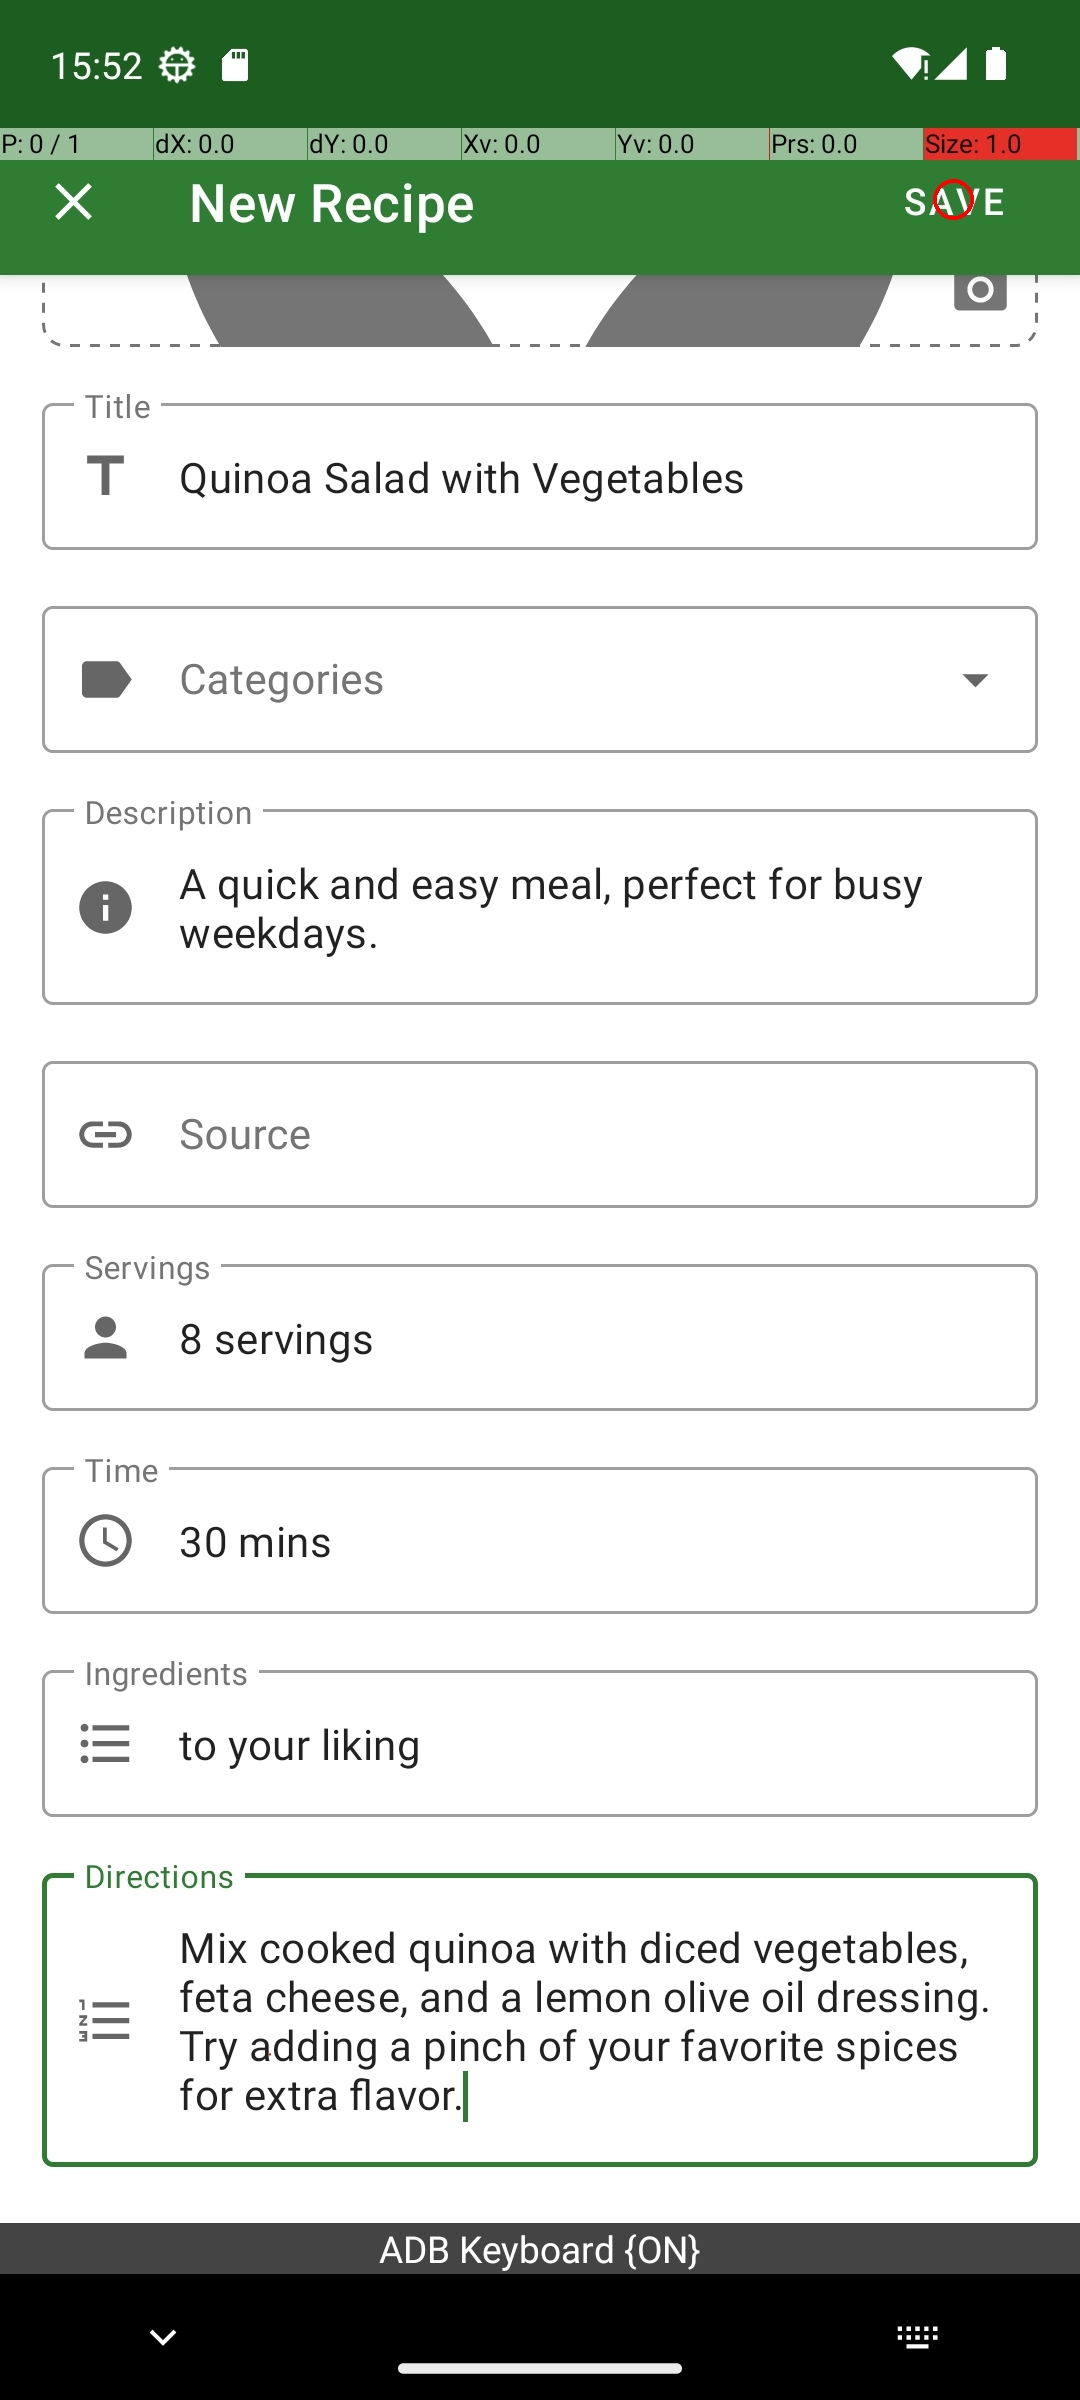 15:52
P: 0 / 1 dX: 0.0 dY: 0.0 Xv: 0.0 Yv: 0.0 Prs: 0.0 Size: 1.0
New Recipe SAVE
Title
Quinoa Salad with Vegetables
Categories
Description
A quick and easy meal, perfect for busy
weekdays.
Source
Servings
8 servings
Time
30 mins
Ingredients
to your liking
Directions
Mix cooked quinoa with diced vegetables,
feta cheese, and a lemon olive oil dressing.
Try adding a pinch of your favorite spices
for extra flavor.
ADB Keyboard {ON}